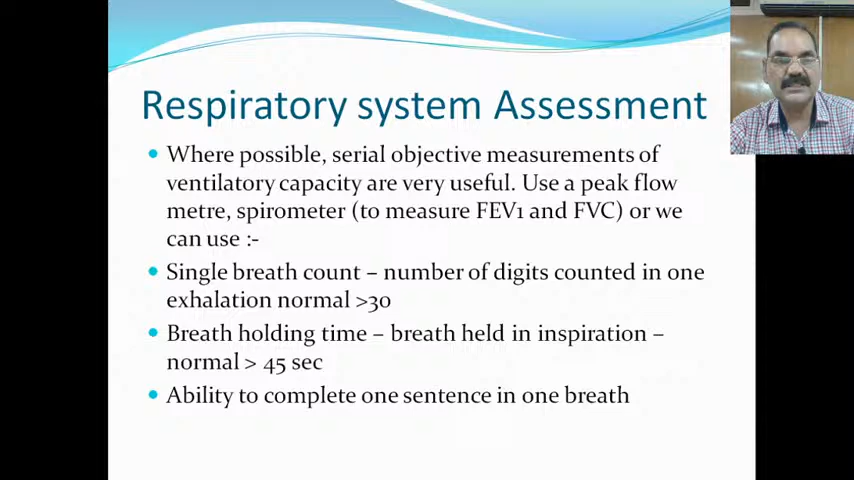 Respiratory system Assessment
• Where possible, serial objective measurements of
ventilatory capacity are very useful. Use a peak flow
metre, spirometer (to measure FEV1 and FVC) or we
can use :-
• Single breath count – number of digits counted in one
exhalation normal >30
• Breath holding time – breath held in inspiration –
normal > 45 sec
• Ability to complete one sentence in one breath